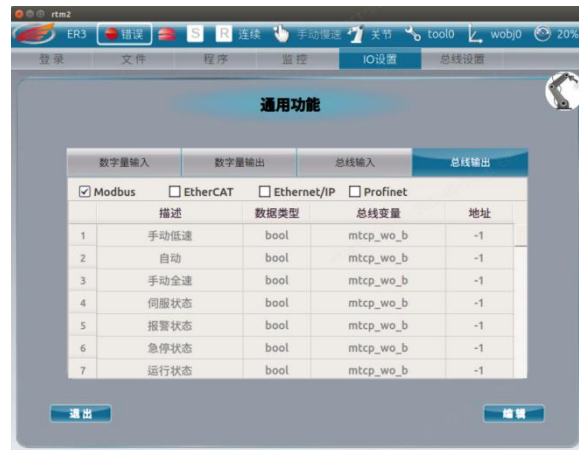 rtm2
ER3 错误 S R 连续 手动慢速 关节 tool0 wobj0 20%
登录 文件 程序 监控 IO设置 总线设置
通用功能
数字量输入 数字量输出 总线输入 总线输出
Modbus EtherCAT Ethernet/IP Profinet
描述 数据类型 总线变量 地址
1 手动低速 bool mtcp_wo_b -1
2 自动 bool mtcp_wo_b -1
3 手动全速 bool mtcp_wo_b -1
4 伺服状态 bool mtcp_wo_b -1
5 报警状态 bool mtcp_wo_b -1
6 急停状态 bool mtcp_wo_b -1
7 运行状态 bool mtcp_wo_b -1
退出 编辑